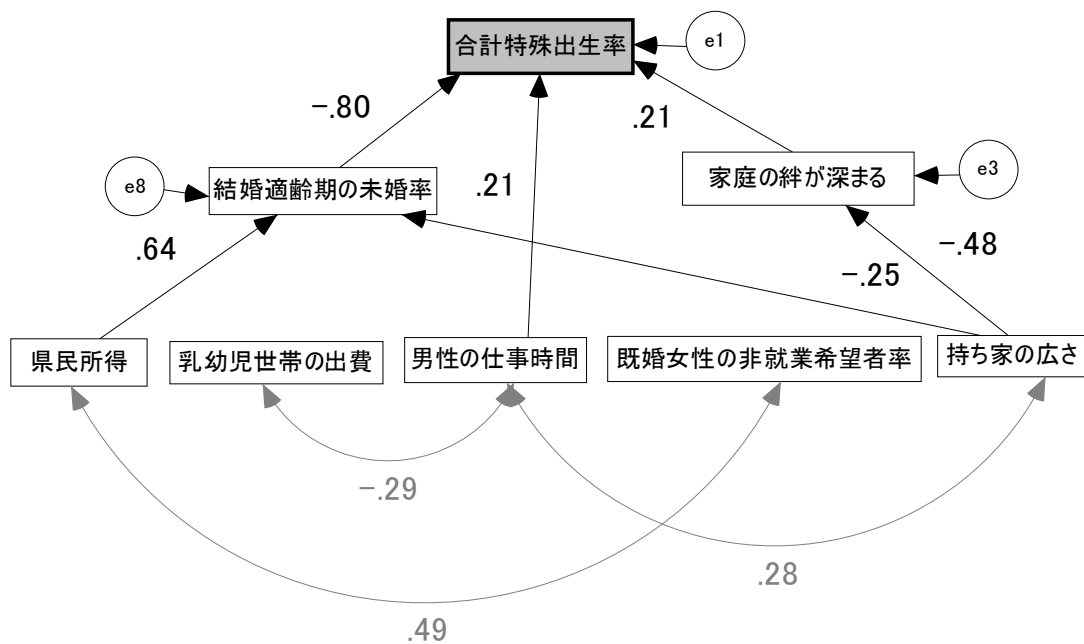 合計特殊出生率
e1
−.80
.21
e8
結婚適齢期の未婚率
.21
家庭の絆が深まる
e3
.64
−.25
−.48
県民所得
乳幼児世帯の出費
男性の仕事時間
既婚女性の非就業希望者率
持ち家の広さ
−.29
.28
.49